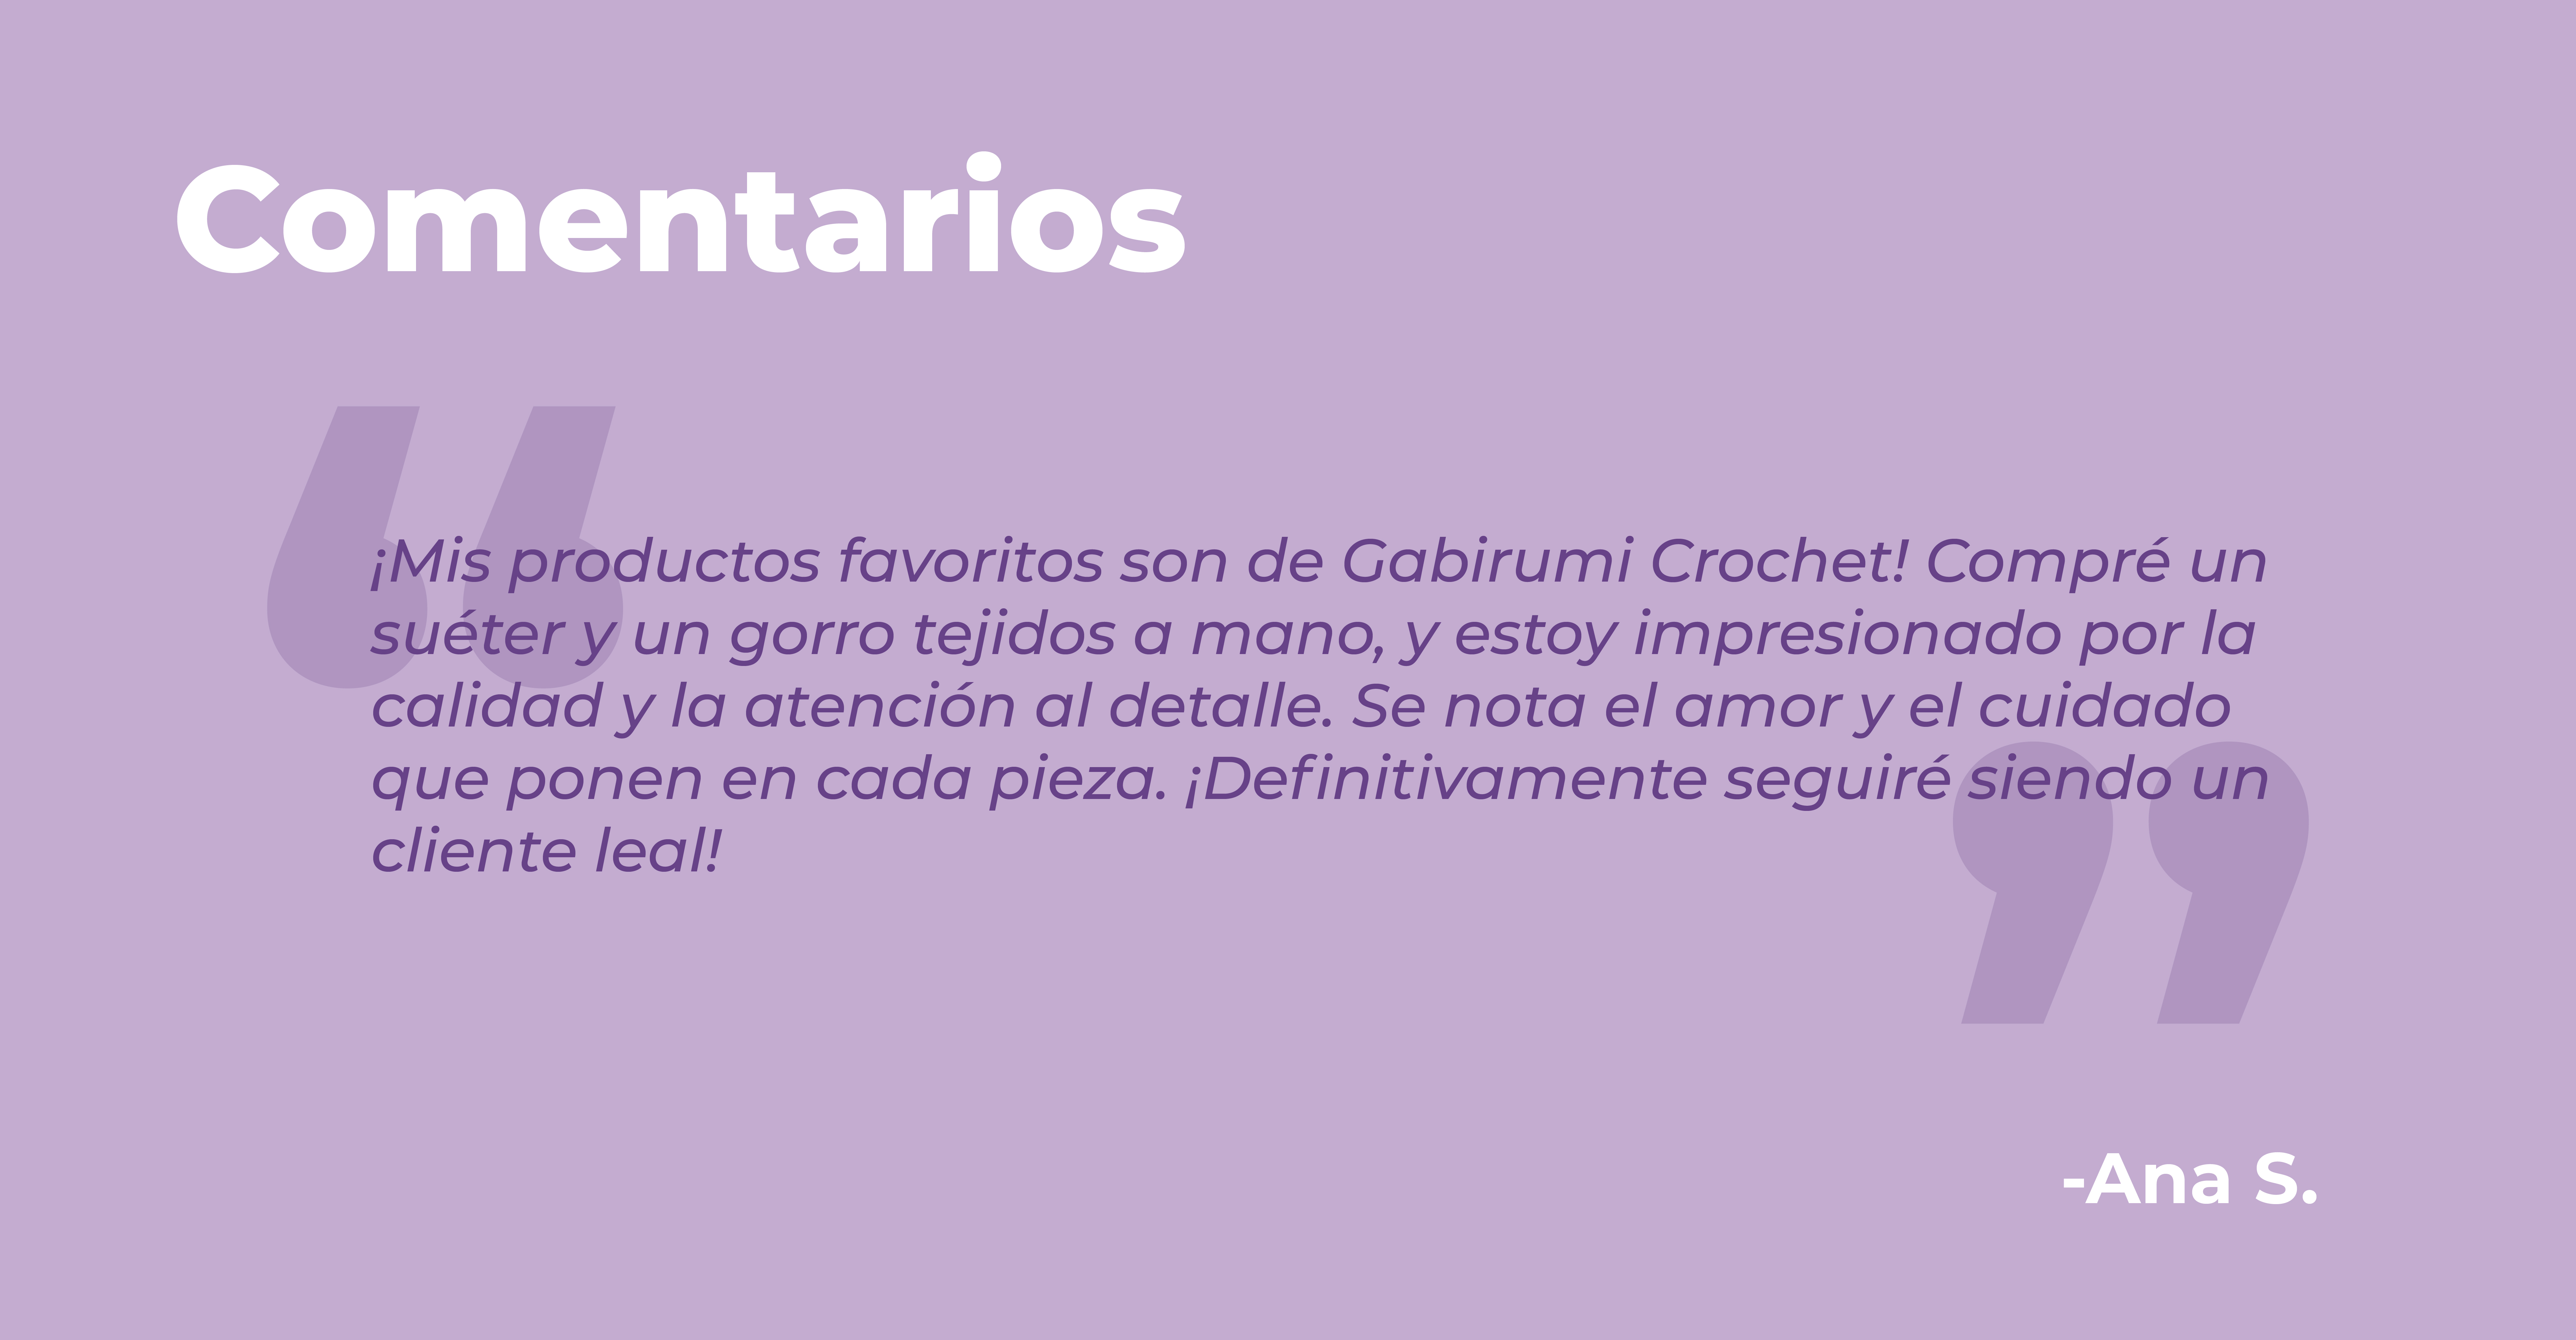 Comentarios
¡Mis productos favoritos son de Gabirumi Crochet! Compré un
suéter y un gorro tejidos a mano, y estoy impresionado por la
calidad y la atención al detalle. Se nota el amor y el cuidado
que ponen en cada pieza. ¡Definitivamente seguiré siendo un
cliente leal!
-Ana S.